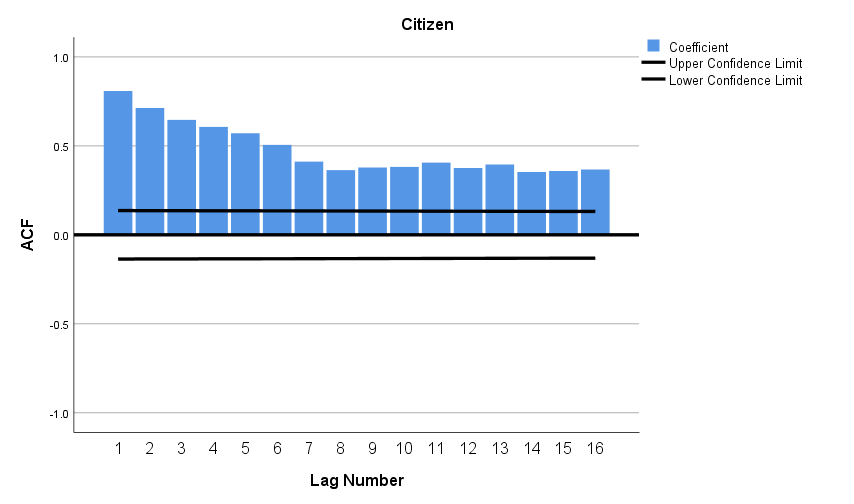 Citizen
Coefficient
Upper Confidence Limit
Lower Confidence Limit
1.0
0.5
0.0
-0.5
-1.0
ACF
1 2 3 4 5 6 7 8 9 10 11 12 13 14 15 16
Lag Number